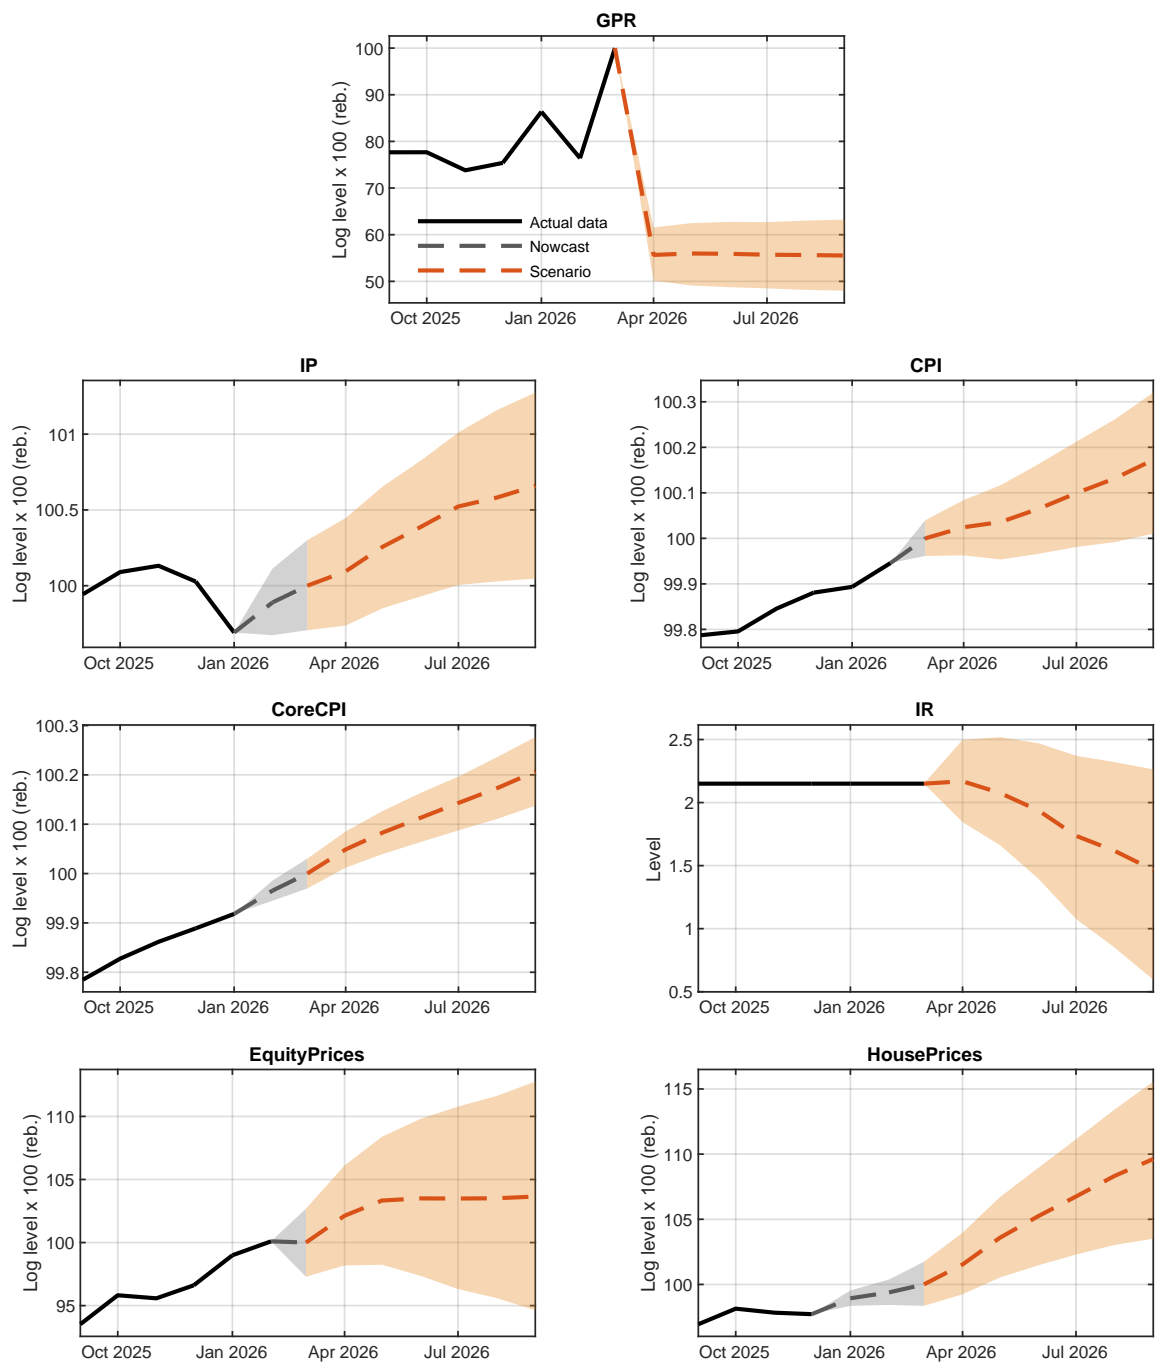 GPR
Log level x 100 (reb.)
100
90
80
70
60
50
Actual data
Nowcast
Scenario
Oct 2025 Jan 2026 Apr 2026 Jul 2026
IP
Log level x 100 (reb.)
101
100.5
100
Oct 2025 Jan 2026 Apr 2026 Jul 2026
CPI
Log level x 100 (reb.)
100.3
100.2
100.1
100
99.9
99.8
Oct 2025 Jan 2026 Apr 2026 Jul 2026
CoreCPI
Log level x 100 (reb.)
100.3
100.2
100.1
100
99.9
99.8
Oct 2025 Jan 2026 Apr 2026 Jul 2026
IR
Level
2.5
2
1.5
1
0.5
Oct 2025 Jan 2026 Apr 2026 Jul 2026
EquityPrices
Log level x 100 (reb.)
110
105
100
95
Oct 2025 Jan 2026 Apr 2026 Jul 2026
HousePrices
Log level x 100 (reb.)
115
110
105
100
Oct 2025 Jan 2026 Apr 2026 Jul 2026